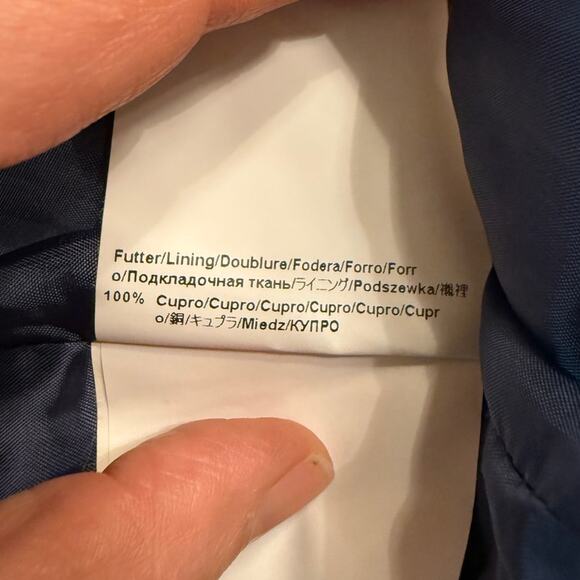 Futter/Lining/Doublure/Fodera/Forro/Forr
o/Подкладочная ткань/ライニング/Podszewka/襯裡
100% Cupro/Cupro/Cupro/Cupro/Cupro/Cupr
o/銅/キュプラ/Miedz/КУПРО